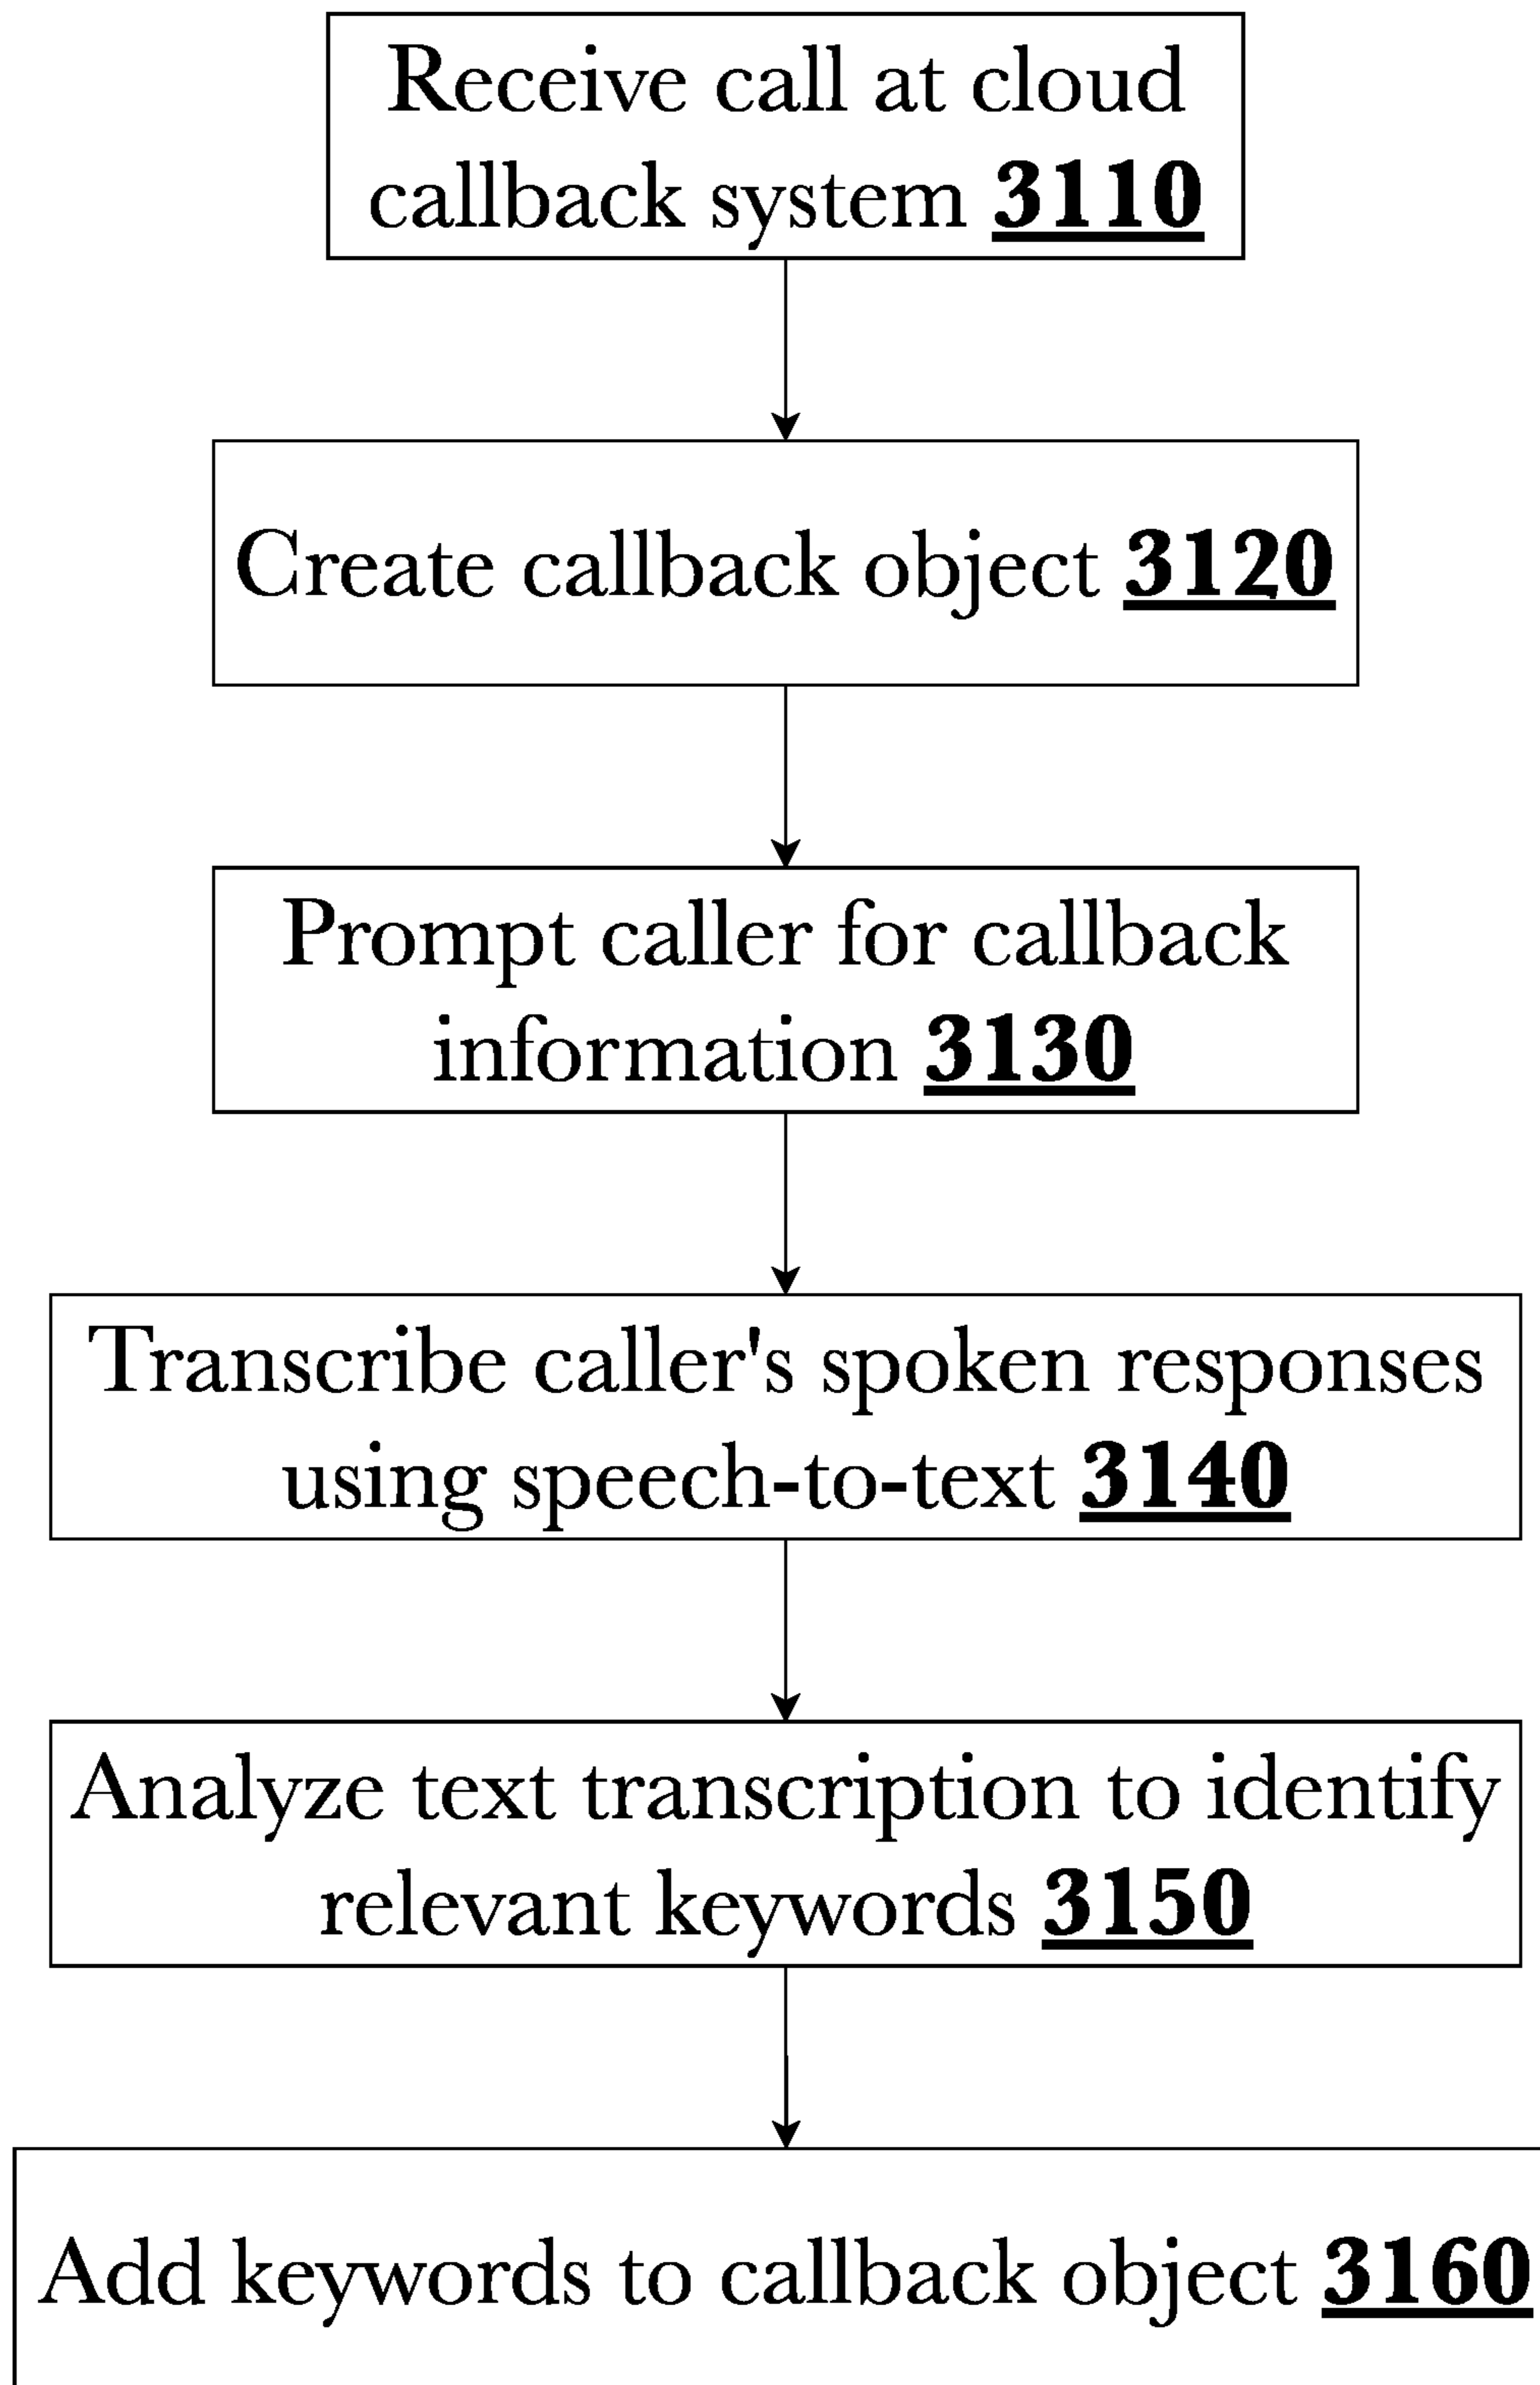 Receive call at cloud
callback system 3110
Create callback object 3120
Prompt caller for callback
information 3130
Transcribe caller's spoken responses
using speech-to-text 3140
Analyze text transcription to identify
relevant keywords 3150
Add keywords to callback object 3160